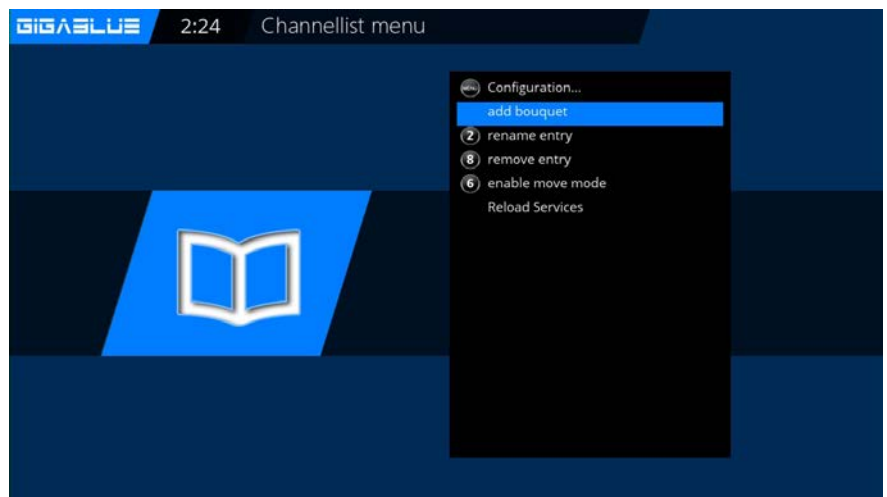 GIGABLUE 2:24 Channellist menu
MENU Configuration...
add bouquet
2 rename entry
8 remove entry
6 enable move mode
Reload Services